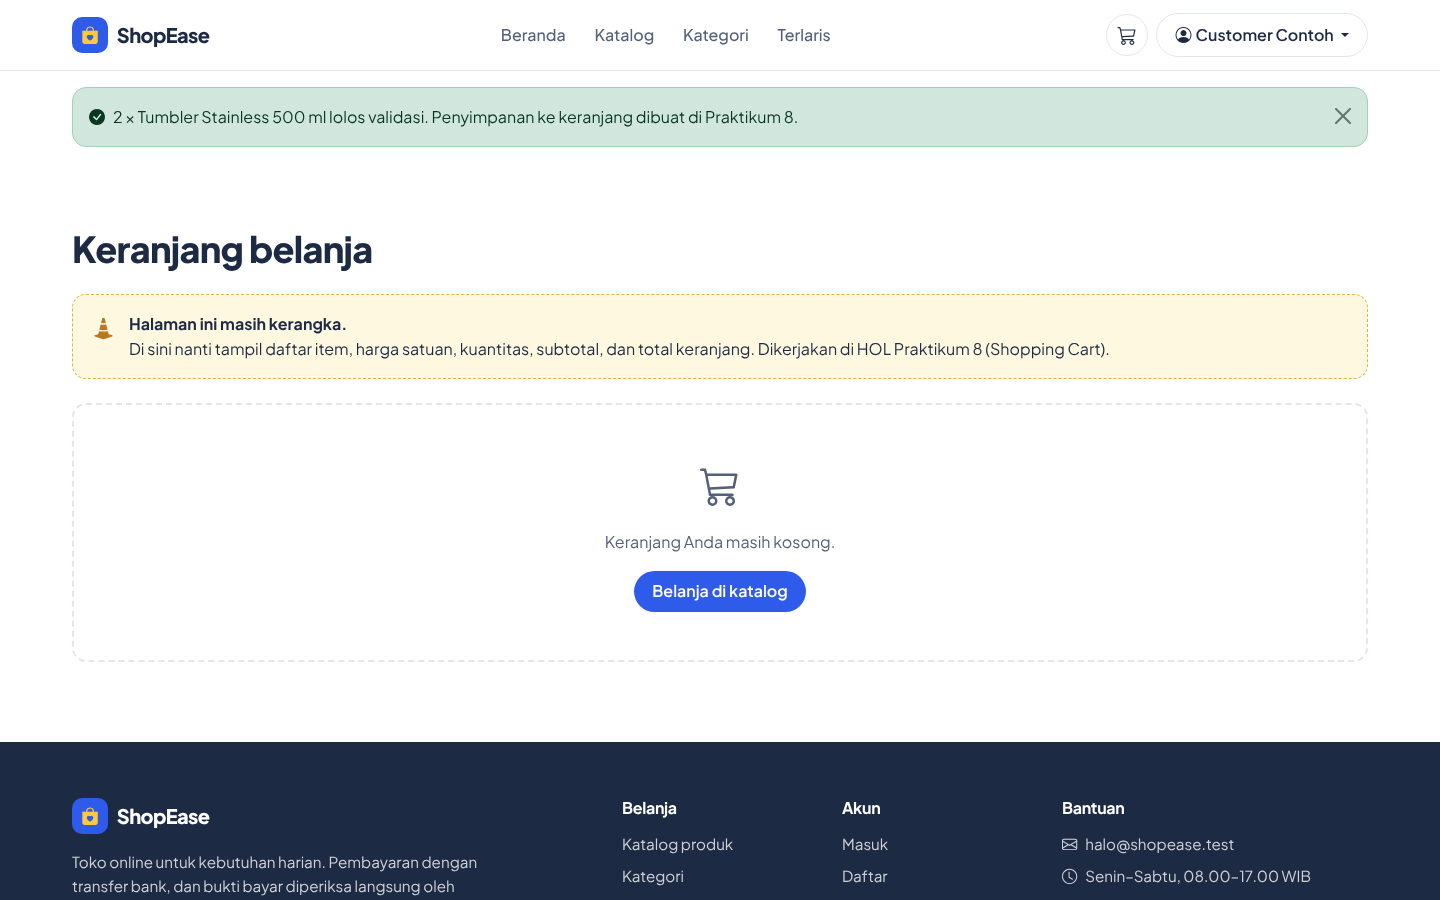 ShopEase
Beranda
Katalog
Kategori
Terlaris
Customer Contoh
2 × Tumbler Stainless 500 ml lolos validasi. Penyimpanan ke keranjang dibuat di Praktikum 8.
Keranjang belanja
Halaman ini masih kerangka.
Di sini nanti tampil daftar item, harga satuan, kuantitas, subtotal, dan total keranjang. Dikerjakan di HOL Praktikum 8 (Shopping Cart).
Keranjang Anda masih kosong.
Belanja di katalog
ShopEase
Toko online untuk kebutuhan harian. Pembayaran dengan
transfer bank, dan bukti bayar diperiksa langsung oleh
Belanja
Katalog produk
Kategori
Akun
Masuk
Daftar
Bantuan
halo@shopease.test
Senin–Sabtu, 08.00–17.00 WIB